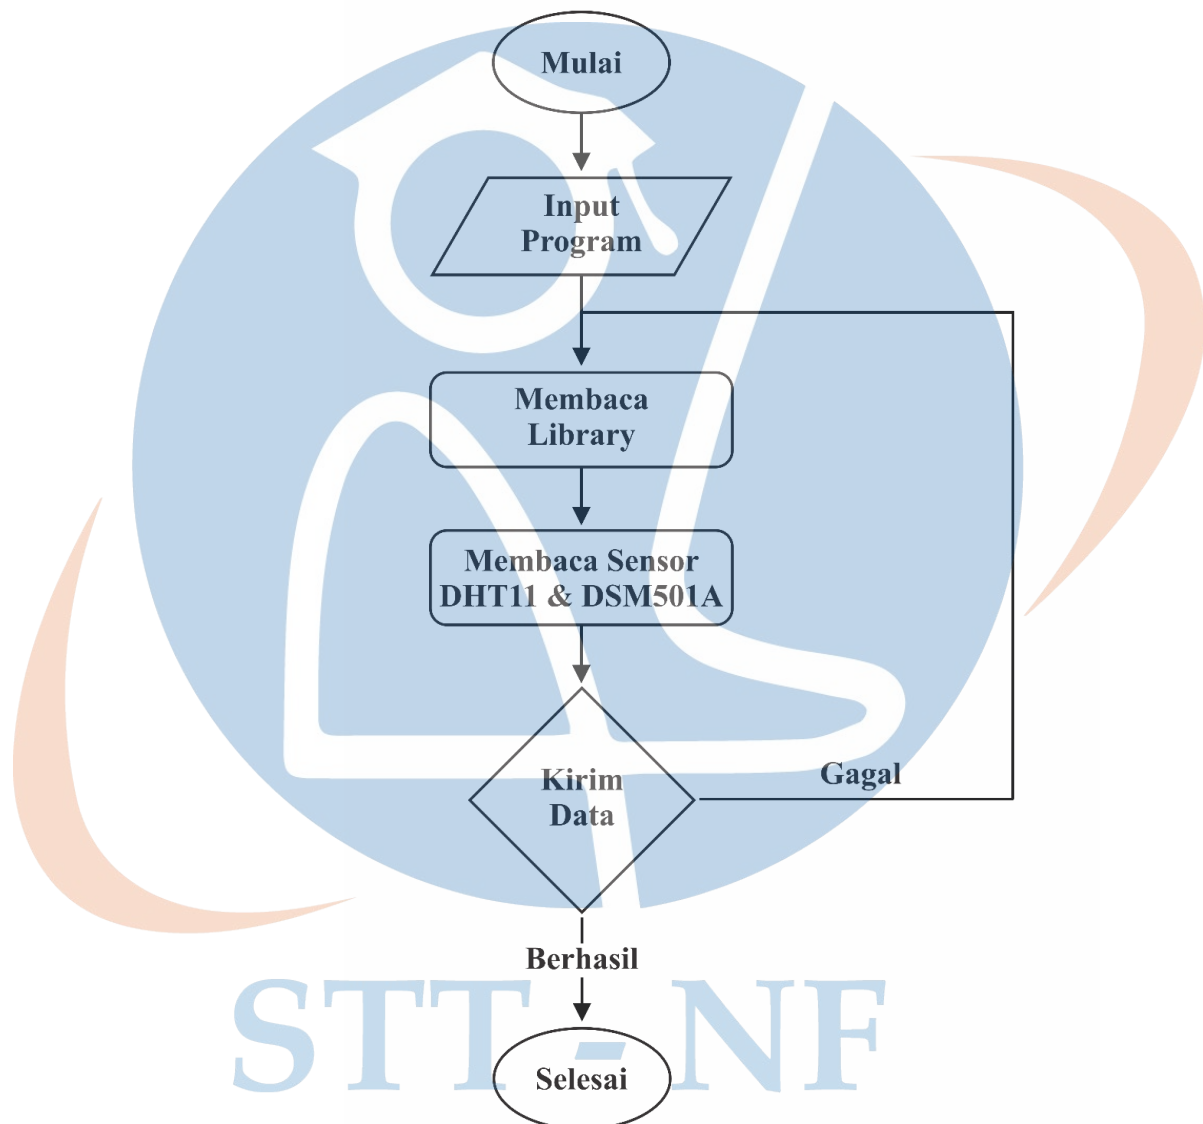 Mulai
Input
Program
Membaca
Library
Membaca Sensor
DHT11 & DSM501A
Kirim
Data
Gagal
Berhasil
STT - NF
Selesai